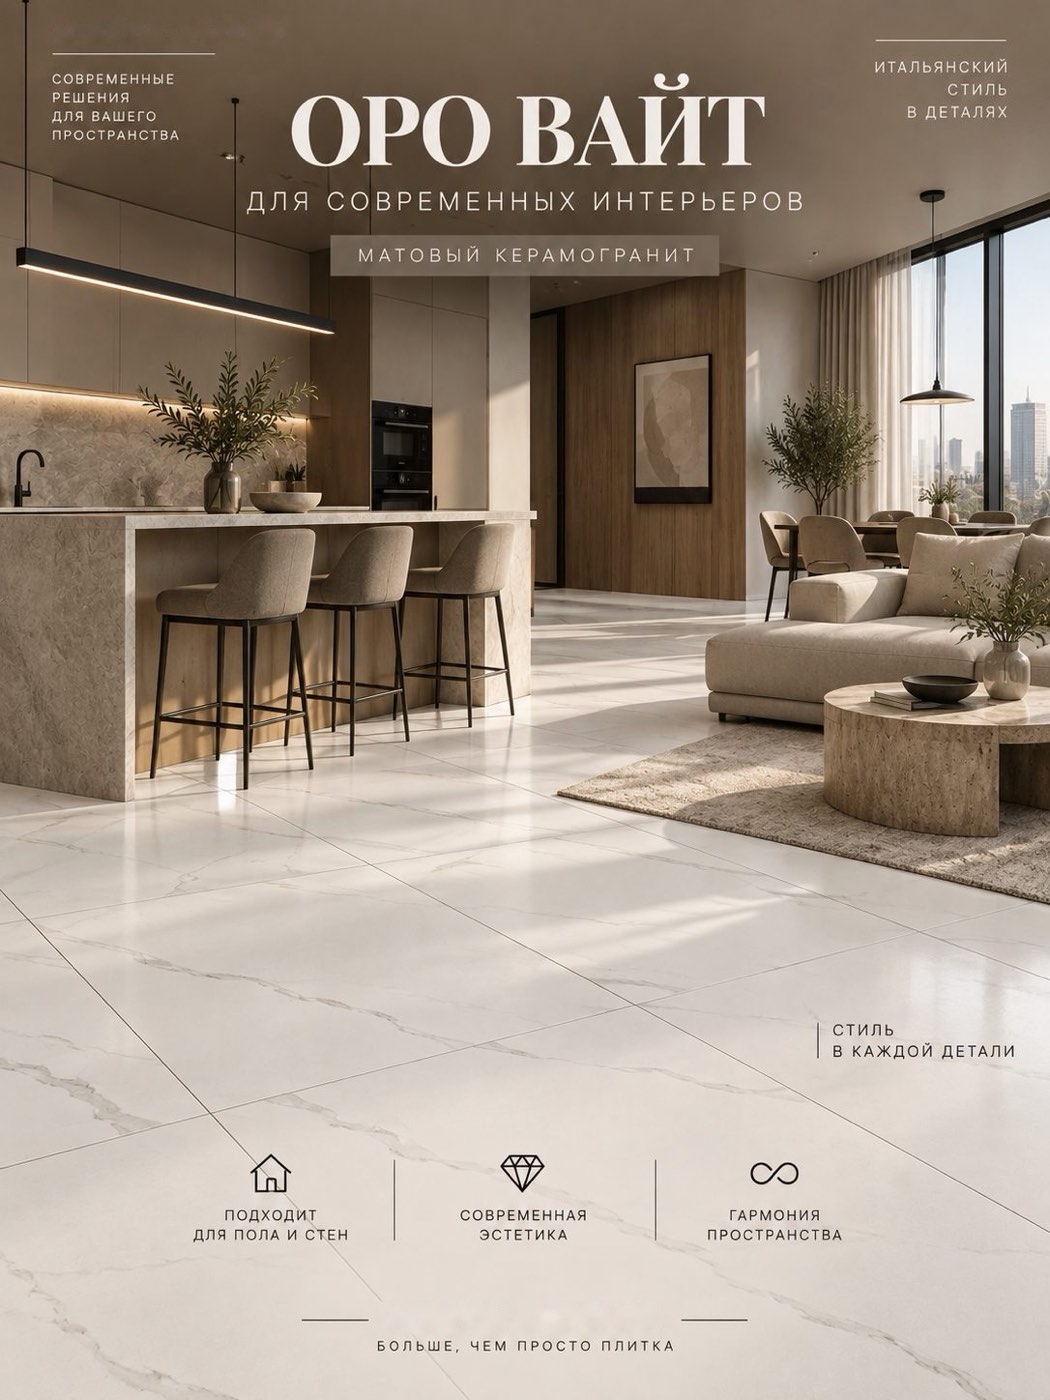 СОВРЕМЕННЫЕ
РЕШЕНИЯ
ДЛЯ ВАШЕГО
ПРОСТРАНСТВА
ИТАЛЬЯНСКИЙ
СТИЛЬ
В ДЕТАЛЯХ
ОРО ВАЙТ
ДЛЯ СОВРЕМЕННЫХ ИНТЕРЬЕРОВ
МАТОВЫЙ КЕРАМОГРАНИТ
СТИЛЬ
В КАЖДОЙ ДЕТАЛИ
ПОДХОДИТ
ДЛЯ ПОЛА И СТЕН
СОВРЕМЕННАЯ
ЭСТЕТИКА
ГАРМОНИЯ
ПРОСТРАНСТВА
БОЛЬШЕ, ЧЕМ ПРОСТО ПЛИТКА